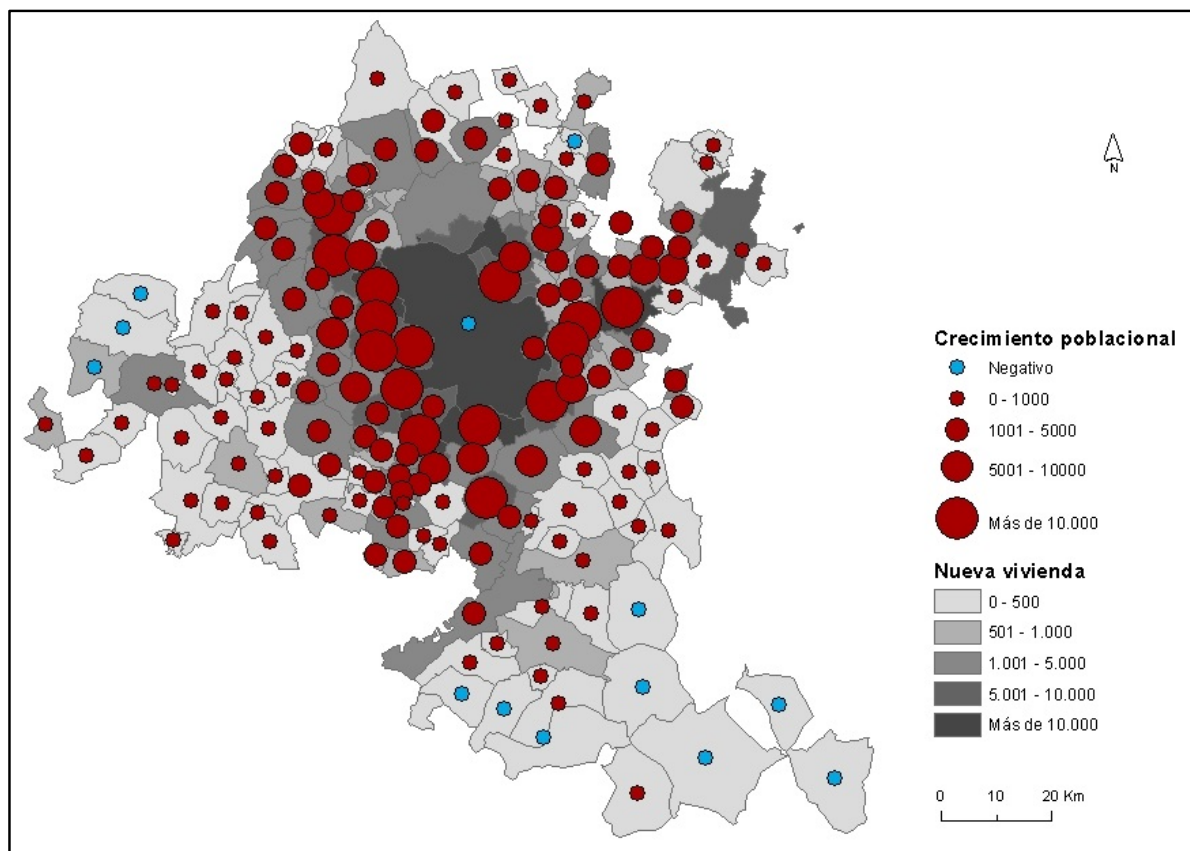 N
Crecimiento poblacional
Negativo
0 - 1000
1001 - 5000
5001 - 10000
Más de 10.000
Nueva vivienda
0 - 500
501 - 1.000
1.001 - 5.000
5.001 - 10.000
Más de 10.000
0 10 20 Km